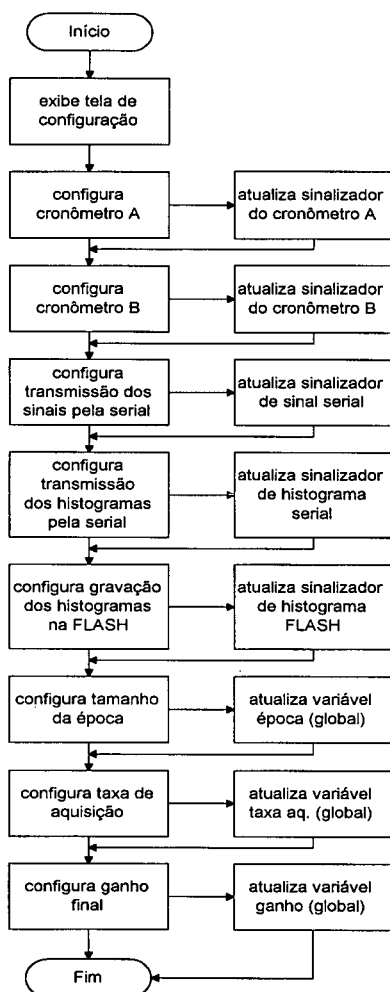 Início
exibe tela de
configuração
configura
cronômetro A
atualiza sinalizador
do cronômetro A
configura
cronômetro B
atualiza sinalizador
do cronômetro B
configura
transmissão dos
sinais pela serial
atualiza sinalizador
de sinal serial
configura
transmissão
dos histogramas
pela serial
atualiza sinalizador
de histograma
serial
configura gravação
dos histogramas
na FLASH
atualiza sinalizador
de histograma
FLASH
configura tamanho
da época
atualiza variável
época (global)
configura taxa de
aquisição
atualiza variável
taxa aq. (global)
configura ganho
final
atualiza variável
ganho (global)
Fim